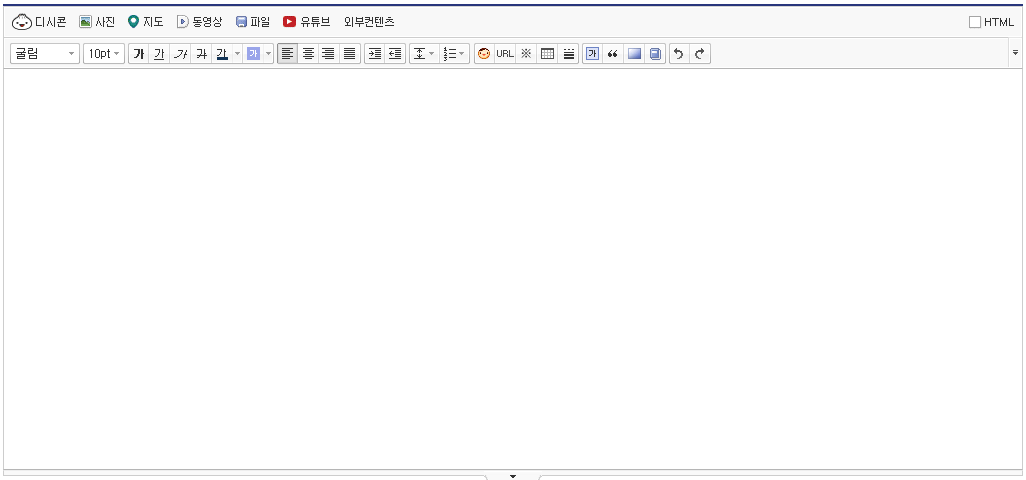 디시콘 사진 지도 동영상 파일 유튜브 외부컨텐츠 HTML
굴림 10pt 가 가 가 가 가 가 URL ※ 가